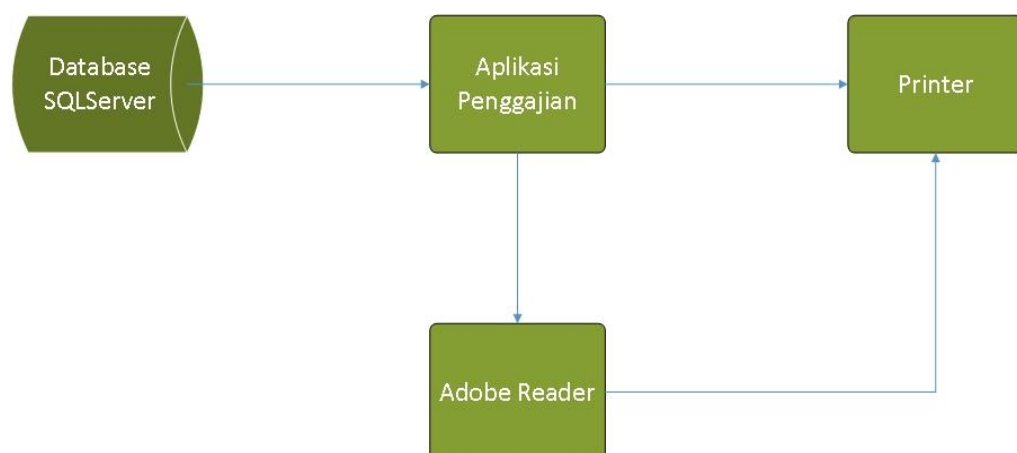 Database
SQLServer
Aplikasi
Penggajian
Printer
Adobe Reader